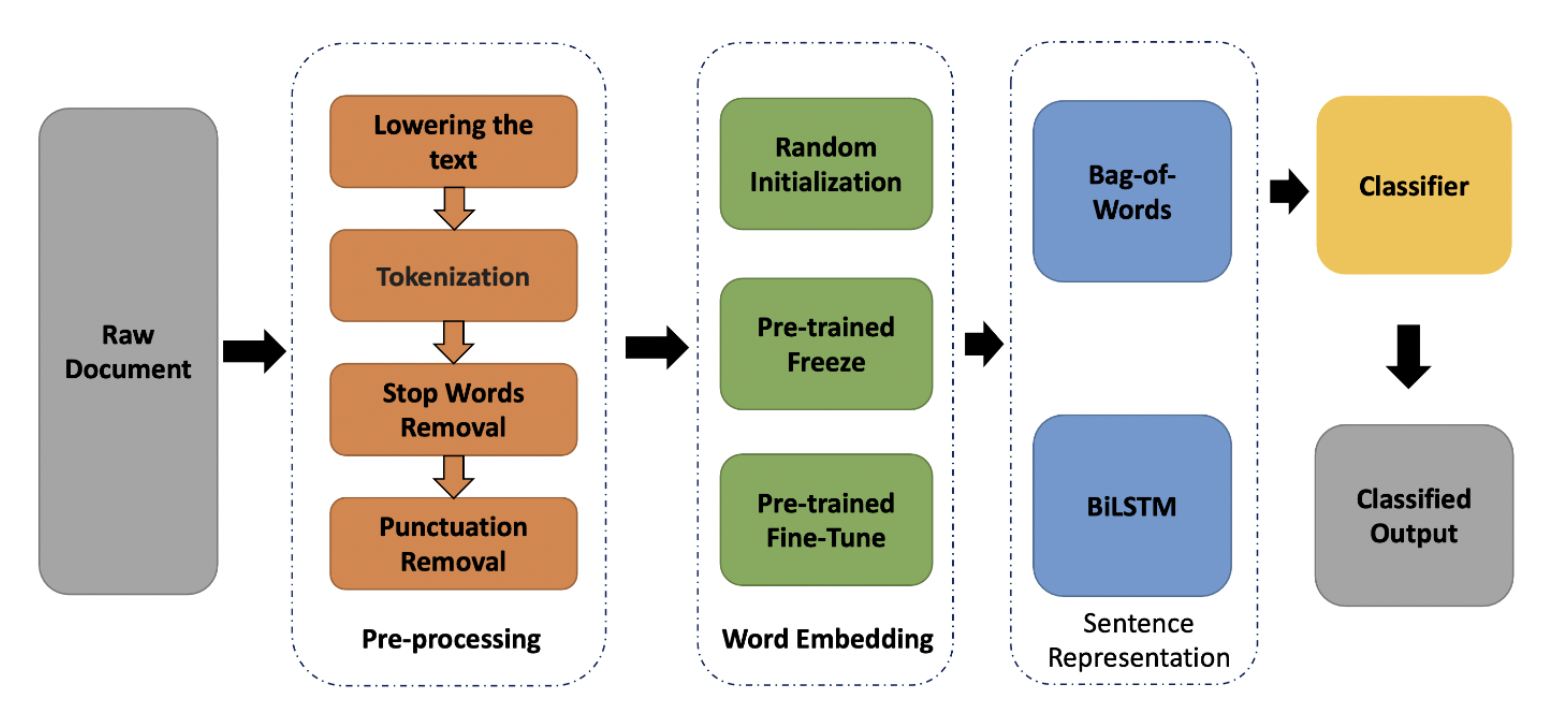 Raw
Document
Lowering the
text
Tokenization
Stop Words
Removal
Punctuation
Removal
Pre-processing
Random
Initialization
Pre-trained
Freeze
Pre-trained
Fine-Tune
Word Embedding
Bag-of-
Words
BiLSTM
Sentence
Representation
Classifier
Classified
Output